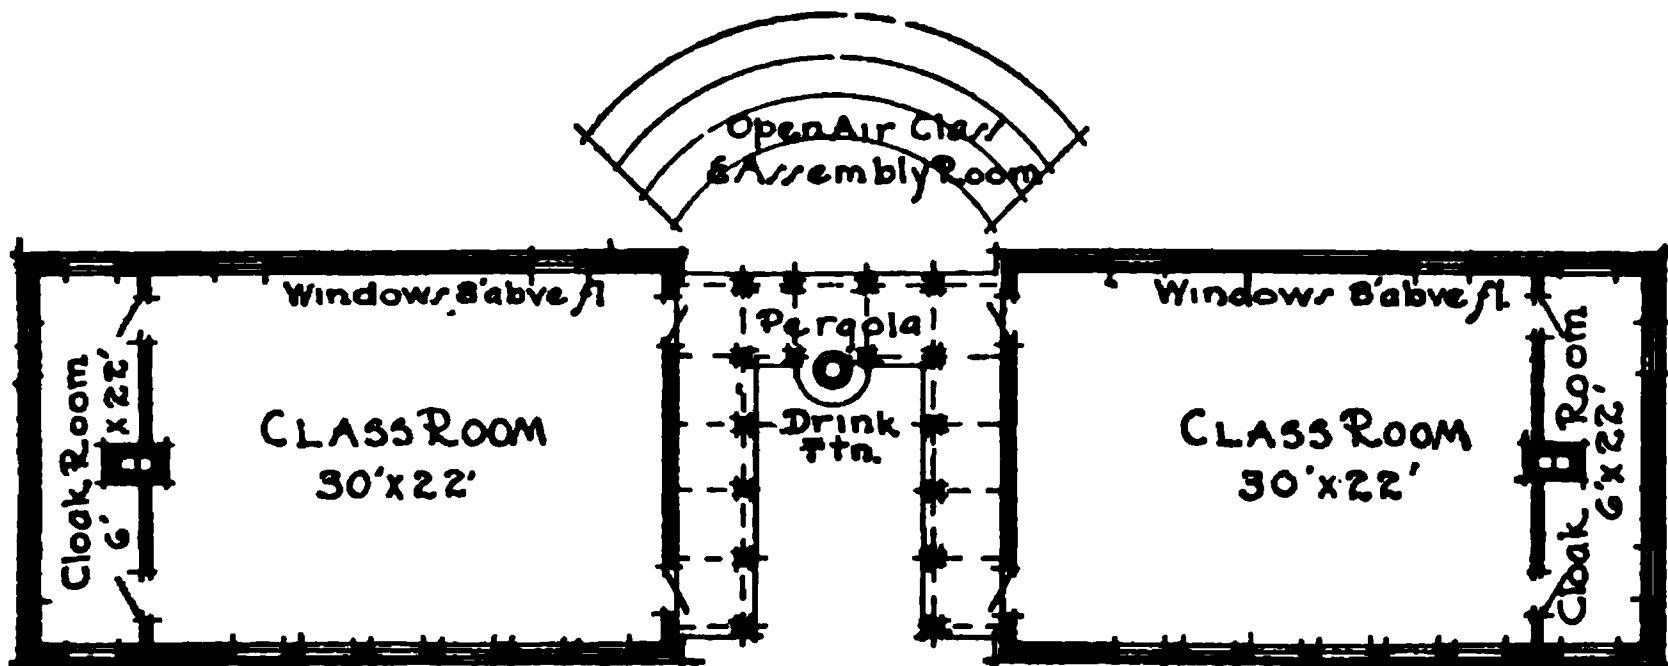 Open Air Class
& Assembly Room
Windows 8' abve fl
Pergola
Windows 8' abve fl.
Cloak Room
6' x 22'
CLASS ROOM
30' x 22'
Drink
Ftn.
CLASS ROOM
30' x 22'
Cloak Room
6' x 22'